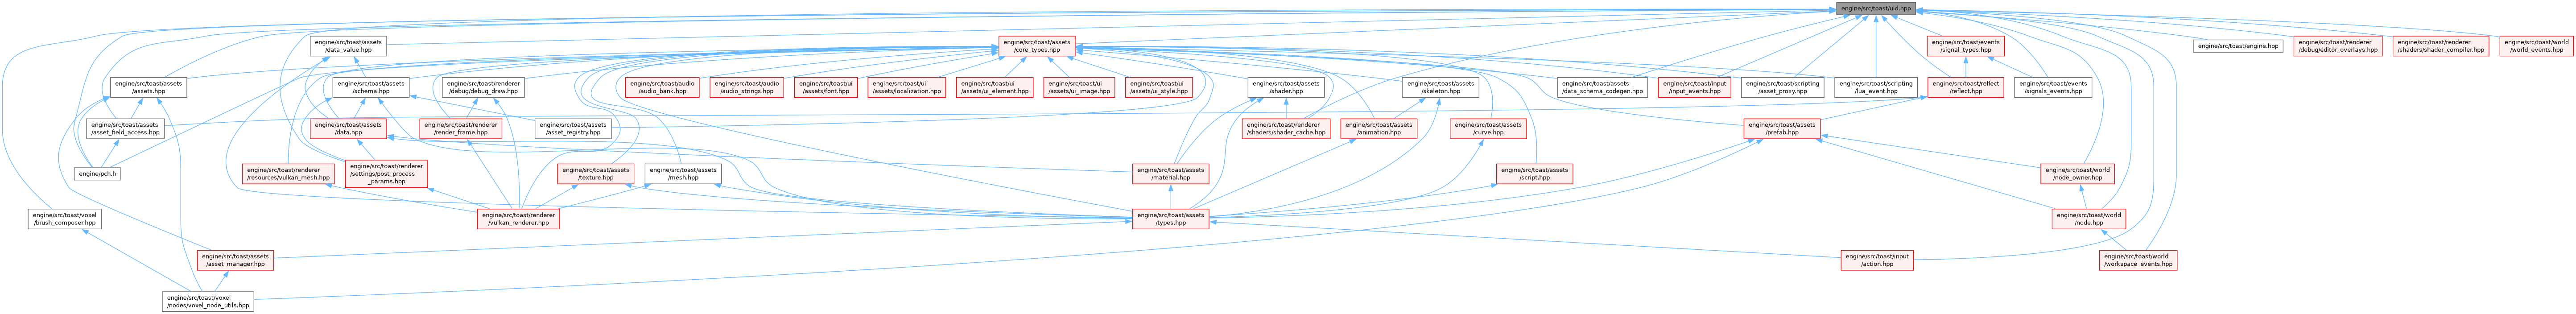 engine/src/toast/uid.hpp
engine/src/toast/assets
/data_value.hpp
engine/src/toast/assets
/core_types.hpp
engine/src/toast/events
/signal_types.hpp
engine/src/toast/engine.hpp
engine/src/toast/renderer
/debug/editor_overlays.hpp
engine/src/toast/renderer
/shaders/shader_compiler.hpp
engine/src/toast/world
/world_events.hpp
engine/src/toast/assets
/assets.hpp
engine/src/toast/assets
/schema.hpp
engine/src/toast/renderer
/debug/debug_draw.hpp
engine/src/toast/audio
/audio_bank.hpp
engine/src/toast/audio
/audio_strings.hpp
engine/src/toast/ui
/assets/font.hpp
engine/src/toast/ui
/assets/localization.hpp
engine/src/toast/ui
/assets/ui_element.hpp
engine/src/toast/ui
/assets/ui_image.hpp
engine/src/toast/ui
/assets/ui_style.hpp
engine/src/toast/assets
/shader.hpp
engine/src/toast/assets
/skeleton.hpp
engine/src/toast/assets
/data_schema_codegen.hpp
engine/src/toast/input
/input_events.hpp
engine/src/toast/scripting
/asset_proxy.hpp
engine/src/toast/scripting
/lua_event.hpp
engine/src/toast/reflect
/reflect.hpp
engine/src/toast/events
/signals_events.hpp
engine/src/toast/assets
/asset_field_access.hpp
engine/src/toast/assets
/data.hpp
engine/src/toast/renderer
/render_frame.hpp
engine/src/toast/assets
/asset_registry.hpp
engine/src/toast/renderer
/shaders/shader_cache.hpp
engine/src/toast/assets
/animation.hpp
engine/src/toast/assets
/curve.hpp
engine/src/toast/assets
/prefab.hpp
engine/pch.h
engine/src/toast/renderer
/resources/vulkan_mesh.hpp
engine/src/toast/renderer
/settings/post_process
_params.hpp
engine/src/toast/assets
/texture.hpp
engine/src/toast/assets
/mesh.hpp
engine/src/toast/assets
/material.hpp
engine/src/toast/assets
/script.hpp
engine/src/toast/world
/node_owner.hpp
engine/src/toast/voxel
/brush_composer.hpp
engine/src/toast/renderer
/vulkan_renderer.hpp
engine/src/toast/assets
/types.hpp
engine/src/toast/world
/node.hpp
engine/src/toast/assets
/asset_manager.hpp
engine/src/toast/input
/action.hpp
engine/src/toast/world
/workspace_events.hpp
engine/src/toast/voxel
/nodes/voxel_node_utils.hpp